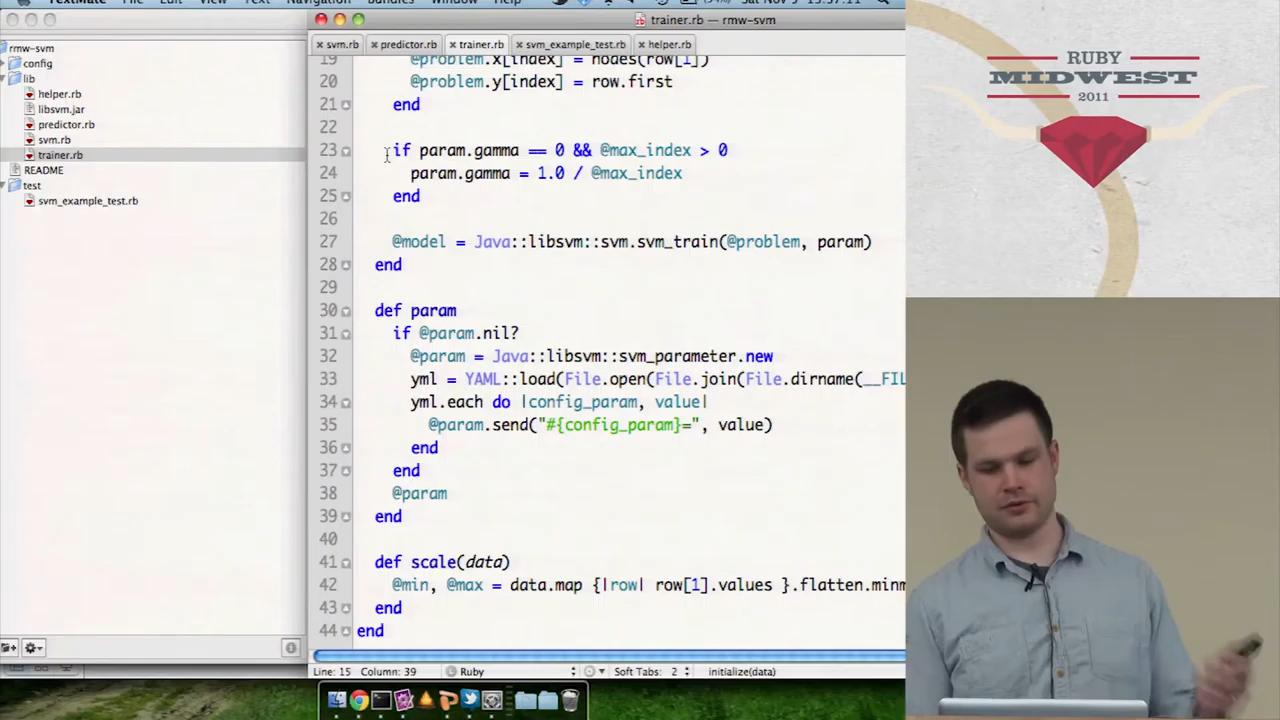 TextMate File Edit View Text Navigation Bundles Window Help
trainer.rb — rmw-svm
svm.rb predictor.rb trainer.rb svm_example_test.rb helper.rb
rmw-svm
config
lib
helper.rb
libsvm.jar
predictor.rb
svm.rb
trainer.rb
README
test
svm_example_test.rb
19 @problem.x[index] = nodes(row[1])
20 @problem.y[index] = row.first
21 end
22
23 if param.gamma == 0 && @max_index > 0
24 param.gamma = 1.0 / @max_index
25 end
26
27 @model = Java::libsvm::svm.svm_train(@problem, param)
28 end
29
30 def param
31 if @param.nil?
32 @param = Java::libsvm::svm_parameter.new
33 yml = YAML::load(File.open(File.join(File.dirname(__FIL
34 yml.each do |config_param, value|
35 @param.send("#{config_param}=", value)
36 end
37 end
38 @param
39 end
40
41 def scale(data)
42 @min, @max = data.map {|row| row[1].values }.flatten.minm
43 end
44 end
Line: 15 Column: 39 Ruby Soft Tabs: 2 initialize(data)
RUBY
MIDWEST
2011